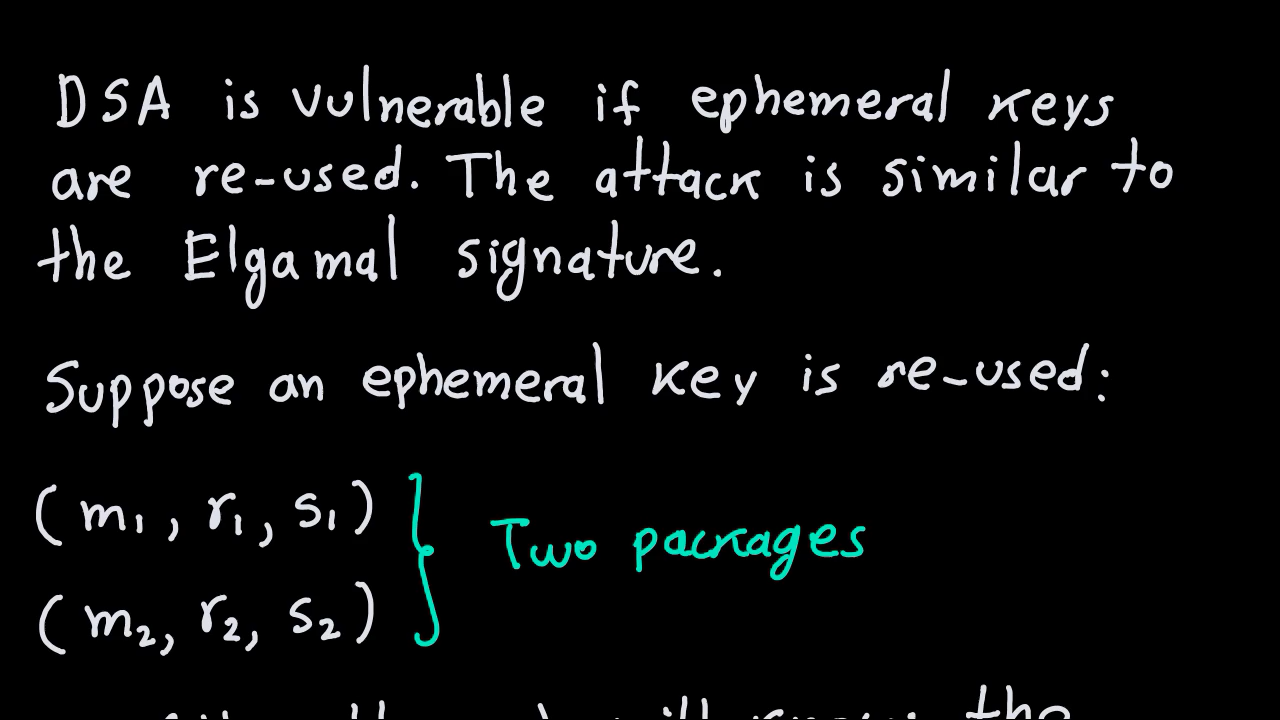 DSA is vulnerable if ephemeral keys
are re-used. The attack is similar to
the Elgamal signature.
Suppose an ephemeral key is re-used:
(m₁, r₁, s₁)
(m₂, r₂, s₂)
Two packages
the